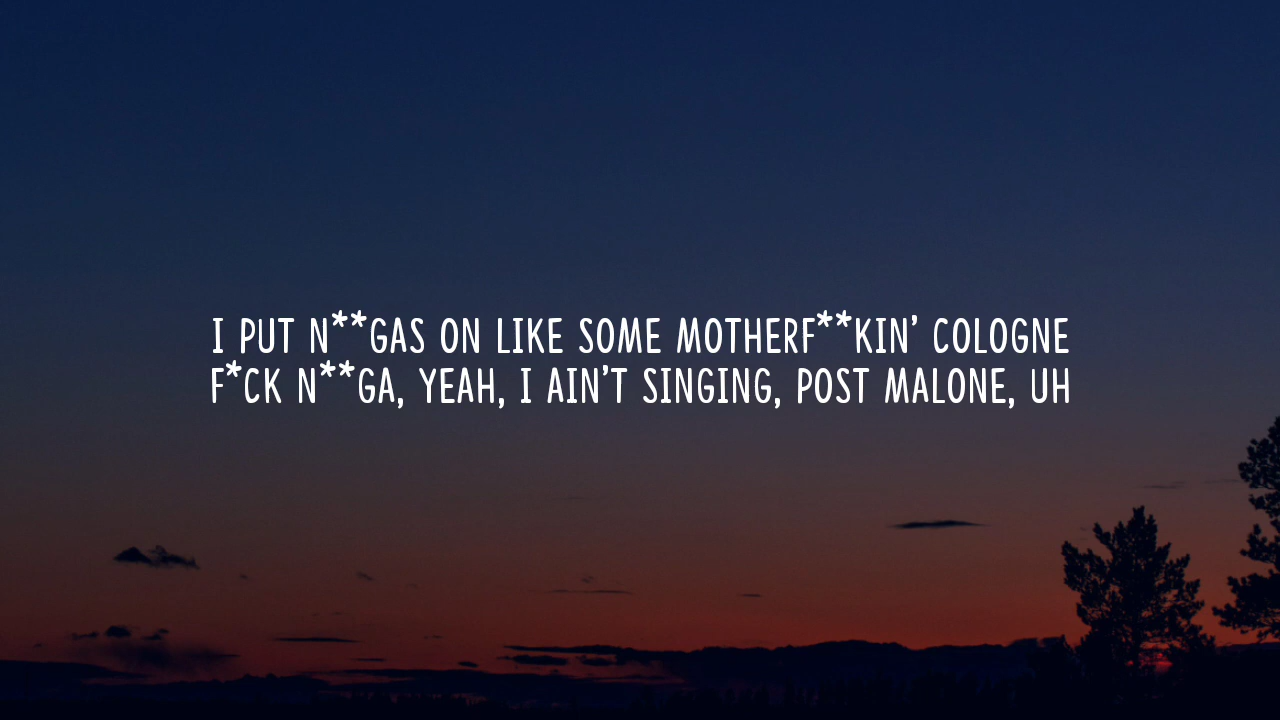 I PUT N**GAS ON LIKE SOME MOTHERF**KIN' COLOGNE
F*CK N**GA, YEAH, I AIN'T SINGING, POST MALONE, UH